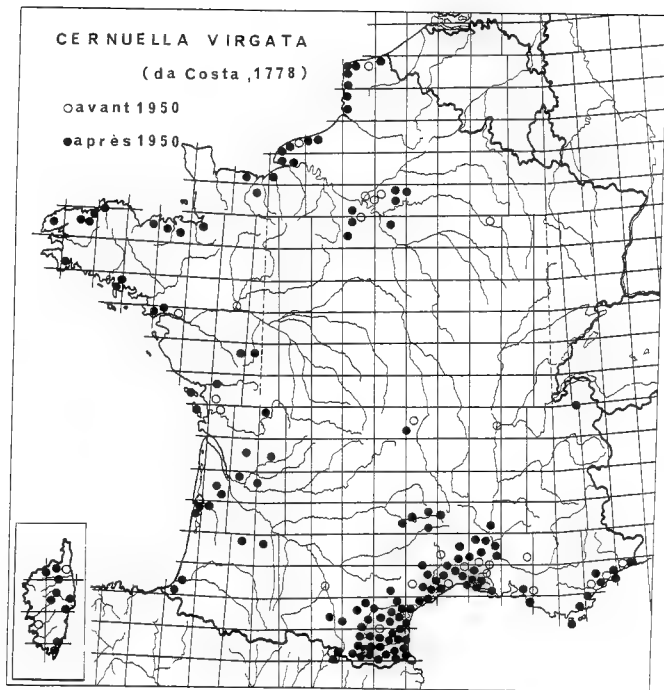 CERNUELLA VIRGATA
(da Costa, 1778)
○ avant 1950
● après 1950